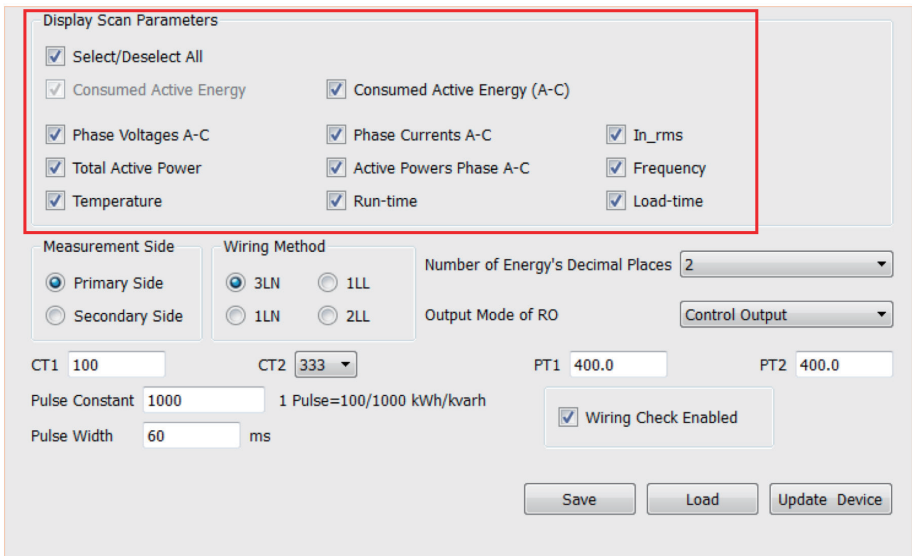 Display Scan Parameters
Select/Deselect All
Consumed Active Energy Consumed Active Energy (A-C)
Phase Voltages A-C Phase Currents A-C In_rms
Total Active Power Active Powers Phase A-C Frequency
Temperature Run-time Load-time
Measurement Side Wiring Method
Number of Energy's Decimal Places 2
Primary Side 3LN 1LL
Secondary Side 1LN 2LL Output Mode of RO Control Output
CT1 100 CT2 333 PT1 400.0 PT2 400.0
Pulse Constant 1000 1 Pulse=100/1000 kWh/kvarh
Wiring Check Enabled
Pulse Width 60 ms
Save Load Update Device